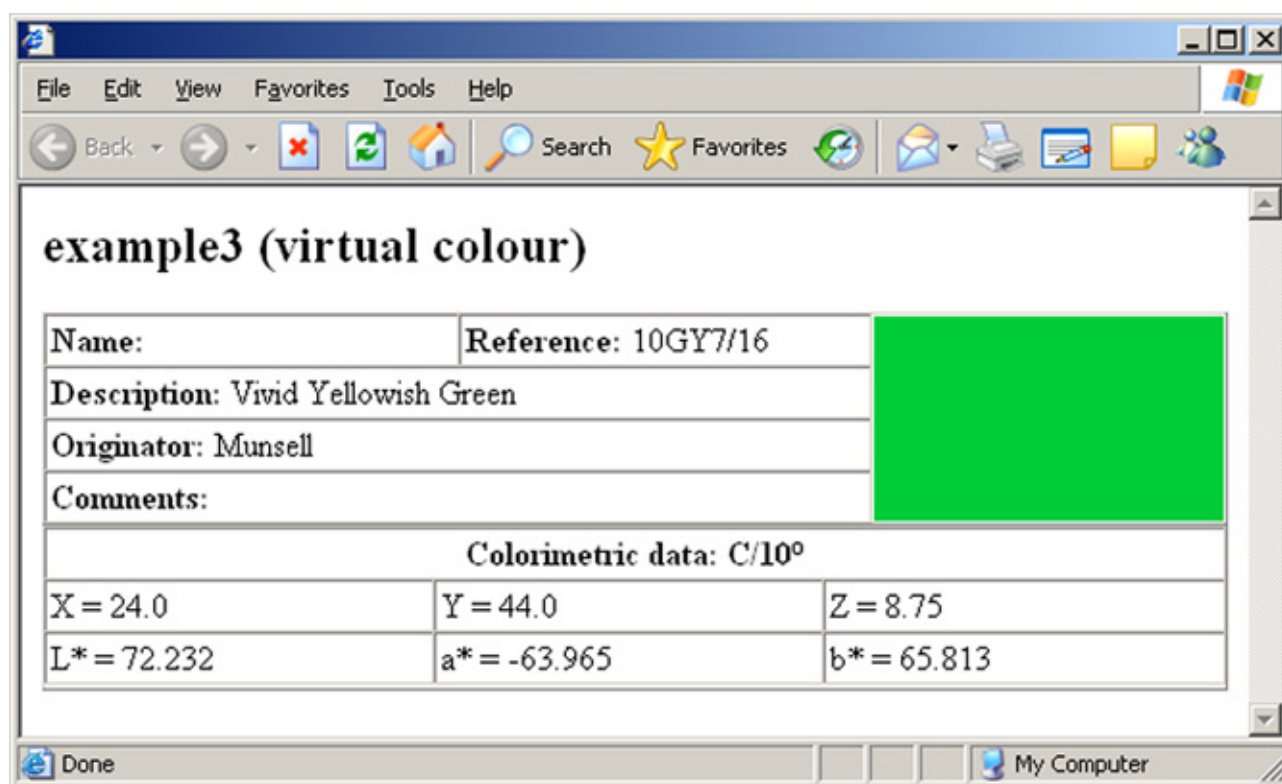 File Edit View Favorites Tools Help
Back Search Favorites
example3 (virtual colour)
Name: Reference: 10GY7/16
Description: Vivid Yellowish Green
Originator: Munsell
Comments:
Colorimetric data: C/10º
X = 24.0 Y = 44.0 Z = 8.75
L* = 72.232 a* = -63.965 b* = 65.813
Done My Computer